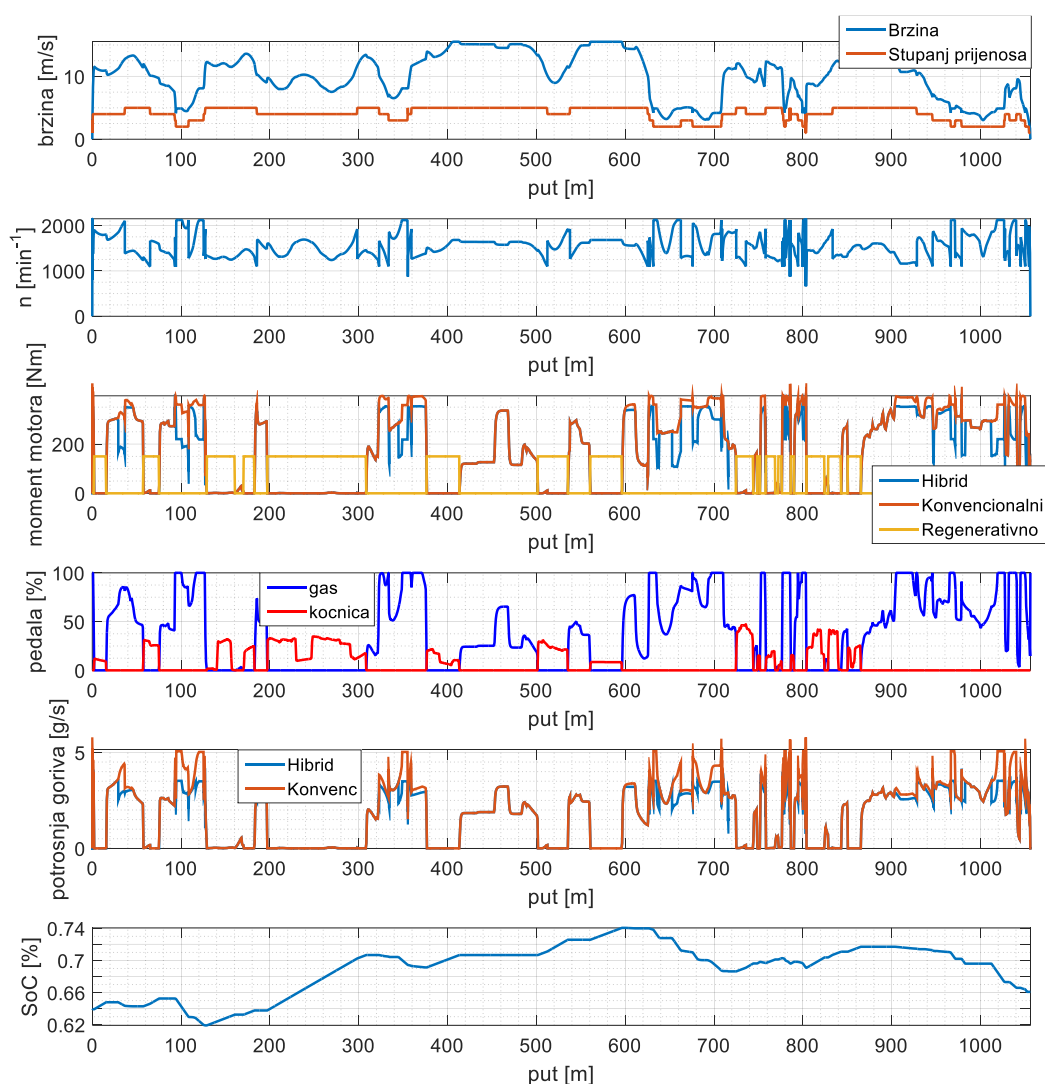 Brzina
Stupanj prijenosa
brzina [m/s]
10
0
0 100 200 300 400 500 600 700 800 900 1000
put [m]
n [min-1]
2000
1000
0
0 100 200 300 400 500 600 700 800 900 1000
put [m]
moment motora [Nm]
200
0
0 100 200 300 400 500 600 700 800 900 1000
put [m]
Hibrid
Konvencionalni
Regenerativno
pedala [%]
100
50
0
gas
kocnica
0 100 200 300 400 500 600 700 800 900 1000
put [m]
potrosnja goriva [g/s]
5
0
Hibrid
Konvenc
0 100 200 300 400 500 600 700 800 900 1000
put [m]
SoC [%]
0.74
0.7
0.66
0.62
0 100 200 300 400 500 600 700 800 900 1000
put [m]